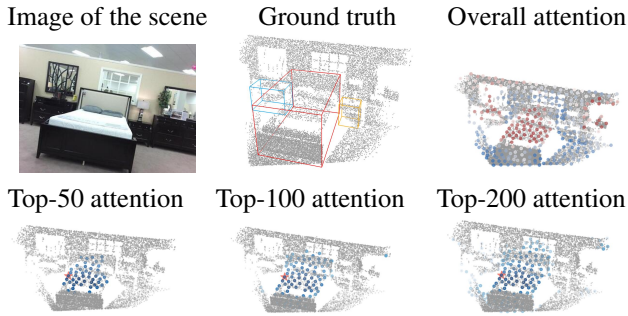 Image of the scene
Ground truth
Overall attention
Top-50 attention
Top-100 attention
Top-200 attention